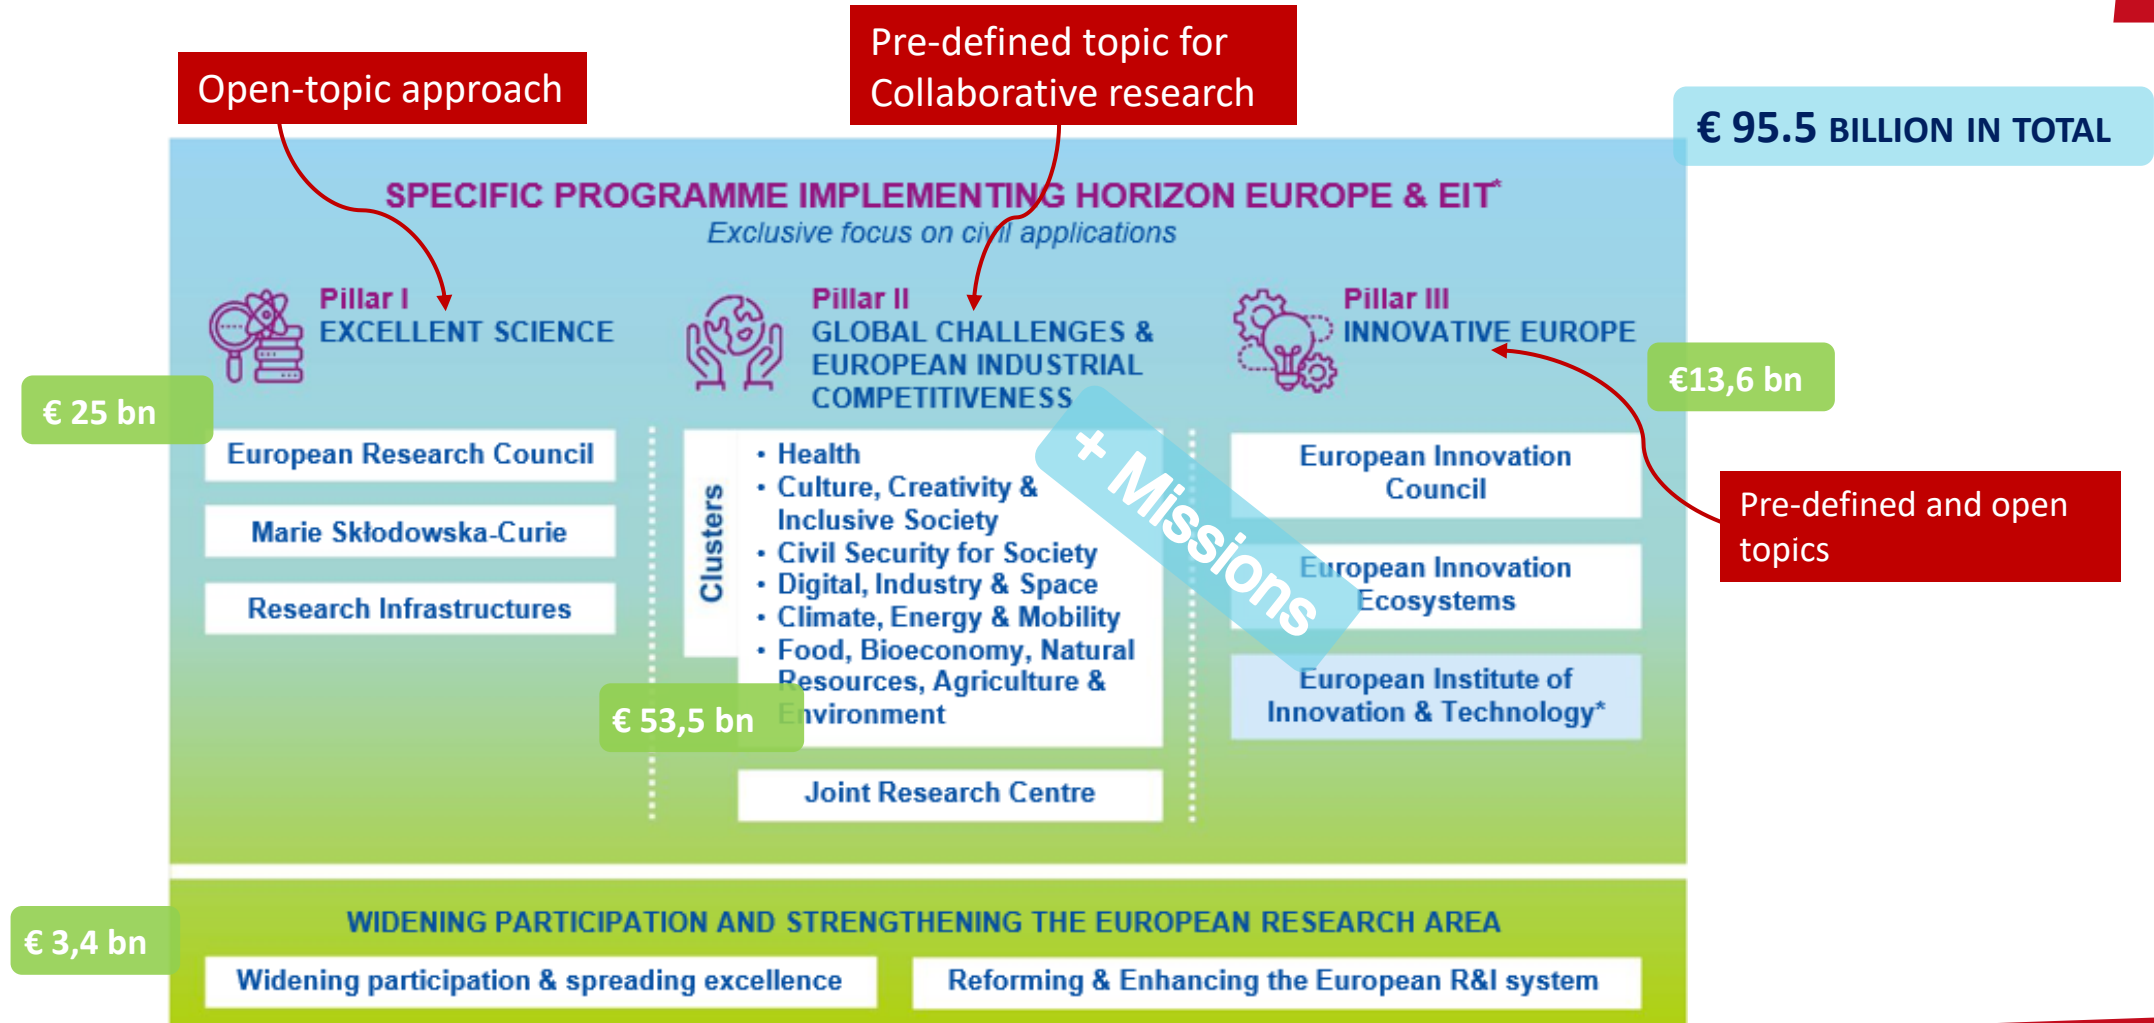 Open-topic approach
Pre-defined topic for
Collaborative research
€ 95.5 BILLION IN TOTAL
SPECIFIC PROGRAMME IMPLEMENTING HORIZON EUROPE & EIT*
Exclusive focus on civil applications
Pillar I
EXCELLENT SCIENCE
€ 25 bn
European Research Council
Marie Skłodowska-Curie
Research Infrastructures
Pillar II
GLOBAL CHALLENGES &
EUROPEAN INDUSTRIAL
COMPETITIVENESS
Clusters
• Health
• Culture, Creativity &
Inclusive Society
• Civil Security for Society
• Digital, Industry & Space
• Climate, Energy & Mobility
• Food, Bioeconomy, Natural
Resources, Agriculture &
Environment
€ 53,5 bn
Joint Research Centre
+ Missions
Pillar III
INNOVATIVE EUROPE
€13,6 bn
European Innovation
Council
European Innovation
Ecosystems
European Institute of
Innovation & Technology*
Pre-defined and open
topics
€ 3,4 bn
WIDENING PARTICIPATION AND STRENGTHENING THE EUROPEAN RESEARCH AREA
Widening participation & spreading excellence
Reforming & Enhancing the European R&I system